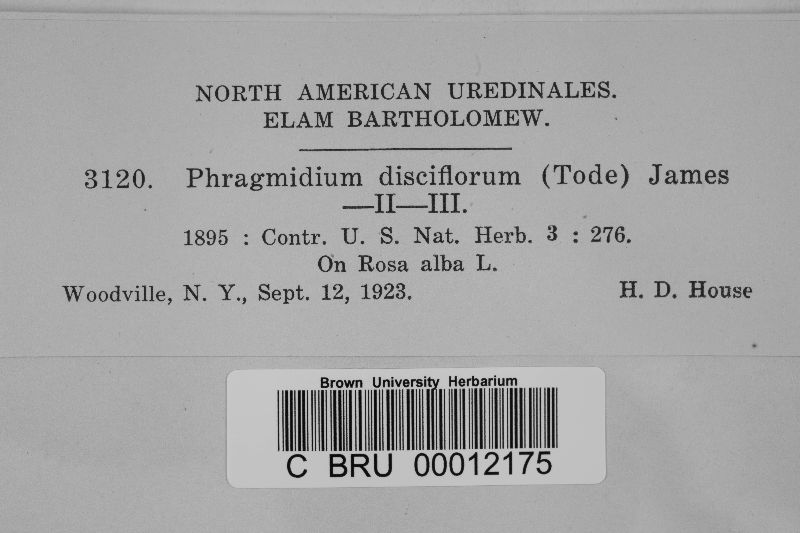 NORTH AMERICAN UREDINALES.
ELAM BARTHOLOMEW.
3120. Phragmidium disciflorum (Tode) James
—II—III.
1895 : Contr. U. S. Nat. Herb. 3 : 276.
On Rosa alba L.
Woodville, N. Y., Sept. 12, 1923. H. D. House
Brown University Herbarium
C BRU 00012175